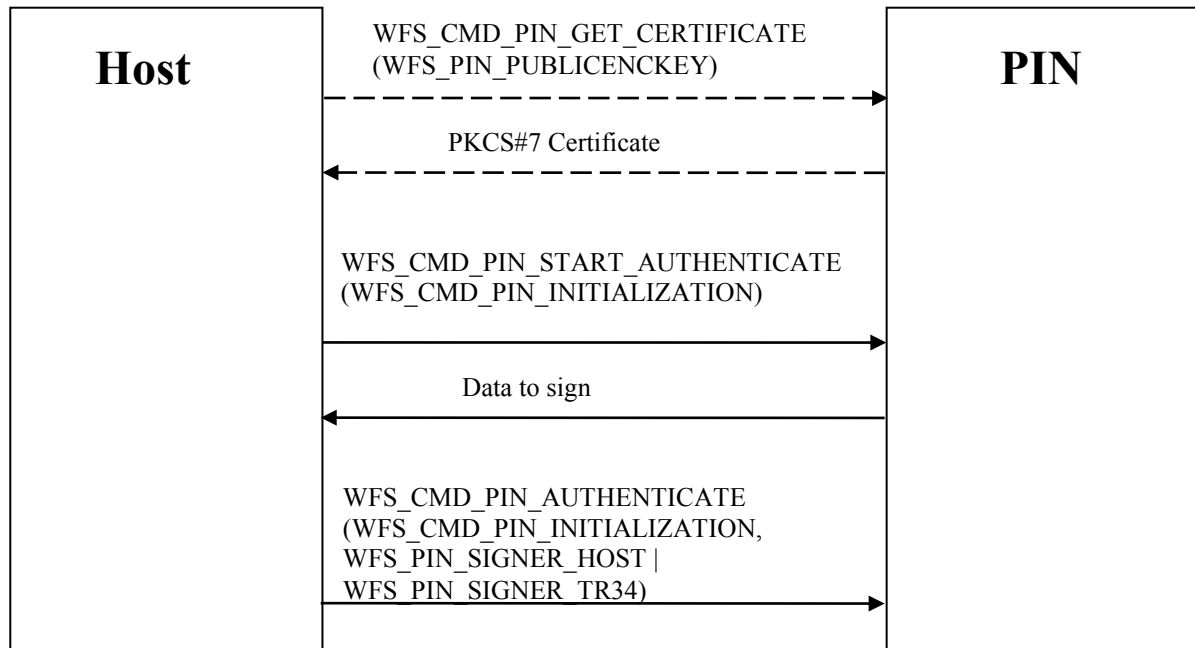 Host
PIN
WFS_CMD_PIN_GET_CERTIFICATE
(WFS_PIN_PUBLICENCKEY)
PKCS#7 Certificate
WFS_CMD_PIN_START_AUTHENTICATE
(WFS_CMD_PIN_INITIALIZATION)
Data to sign
WFS_CMD_PIN_AUTHENTICATE
(WFS_CMD_PIN_INITIALIZATION,
WFS_PIN_SIGNER_HOST |
WFS_PIN_SIGNER_TR34)